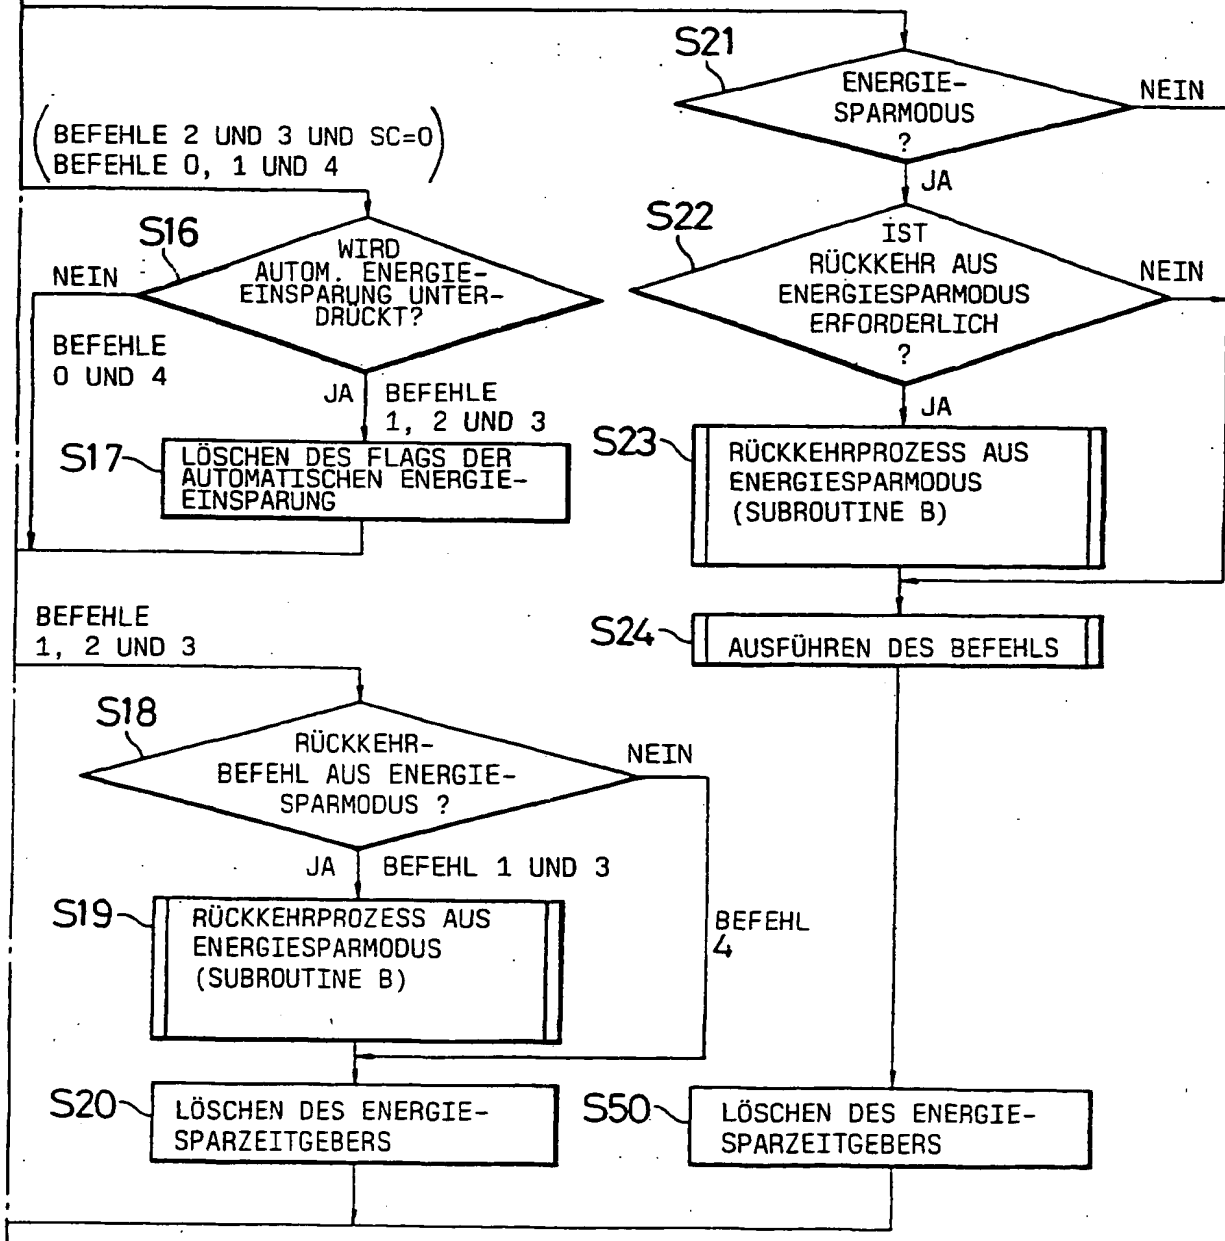 S21
ENERGIE-
SPARMODUS
?
NEIN
JA
(BEFEHLE 2 UND 3 UND SC=0
BEFEHLE 0, 1 UND 4)
S16
WIRD
AUTOM. ENERGIE-
EINSPARUNG UNTER-
DRÜCKT?
NEIN
BEFEHLE
0 UND 4
JA
BEFEHLE
1, 2 UND 3
S17
LÖSCHEN DES FLAGS DER
AUTOMATISCHEN ENERGIE-
EINSPARUNG
S22
IST
RÜCKKEHR AUS
ENERGIESPARMODUS
ERFORDERLICH
?
NEIN
JA
S23
RÜCKKEHRPROZESS AUS
ENERGIESPARMODUS
(SUBROUTINE B)
S24
AUSFÜHREN DES BEFEHLS
BEFEHLE
1, 2 UND 3
S18
RÜCKKEHR-
BEFEHL AUS ENERGIE-
SPARMODUS ?
NEIN
JA
BEFEHL 1 UND 3
BEFEHL
4
S19
RÜCKKEHRPROZESS AUS
ENERGIESPARMODUS
(SUBROUTINE B)
S20
LÖSCHEN DES ENERGIE-
SPARZEITGEBERS
S50
LÖSCHEN DES ENERGIE-
SPARZEITGEBERS